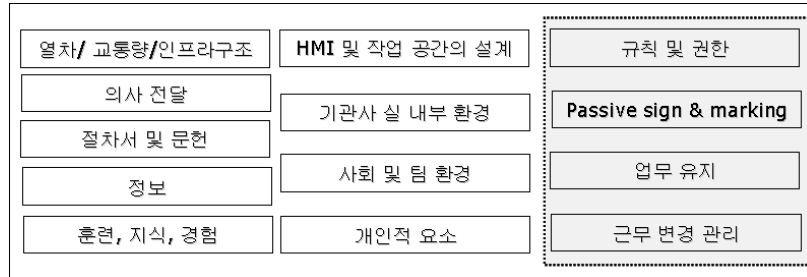 열차/ 교통량/인프라구조
의사 전달
절차서 및 문헌
정보
훈련, 지식, 경험
HMI 및 작업 공간의 설계
기관사 실 내부 환경
사회 및 팀 환경
개인적 요소
규칙 및 권한
Passive sign & marking
업무 유지
근무 변경 관리